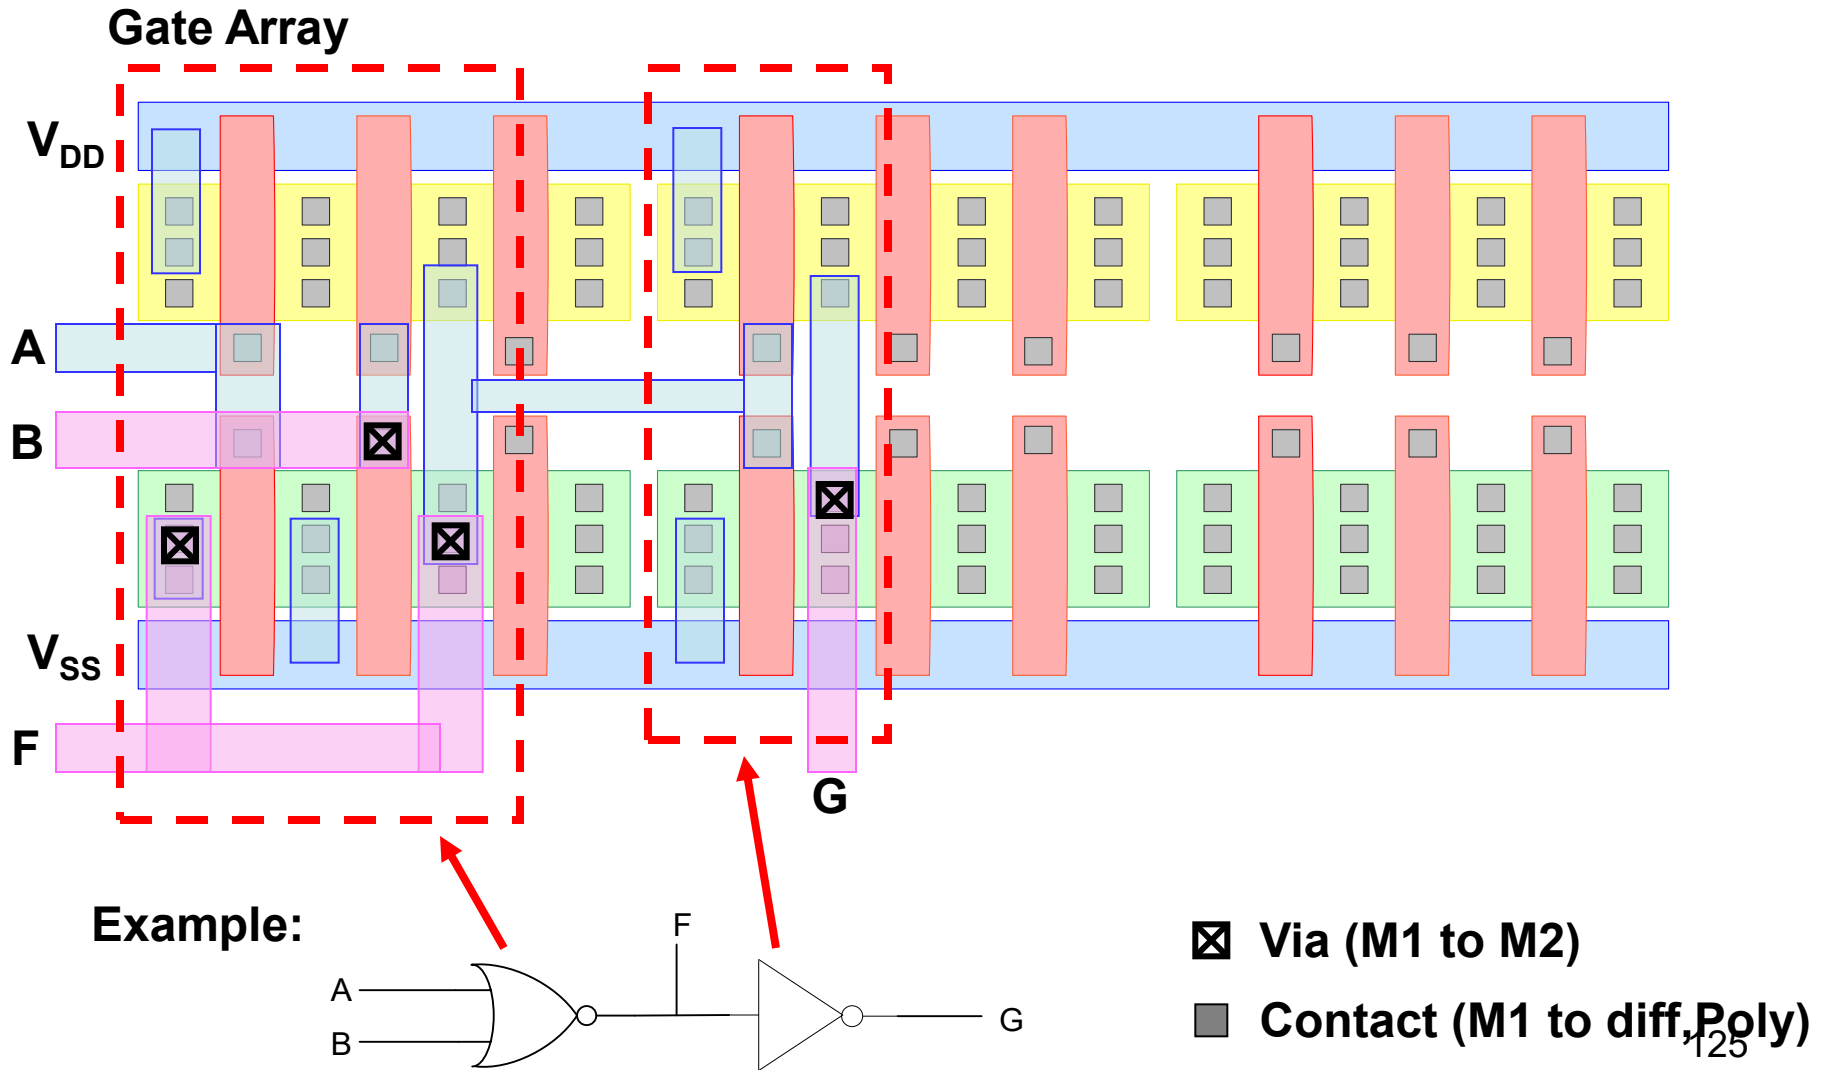 Gate Array
VDD
A
B
VSS
F
G
Example:
F
A
B
G
Via (M1 to M2)
Contact (M1 to diff,Poly)
125